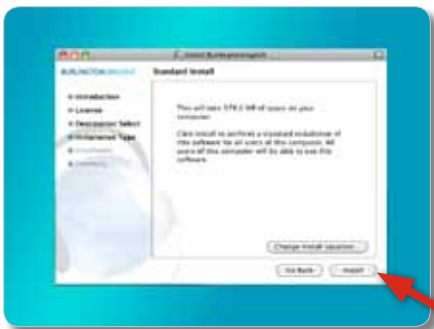 Standard Install
Introduction
License
Destination Select
Installation Type
This will take 579.2 MB of space on your
computer.
Click Install to perform a standard installation of
this software for all users of this computer. All
users of this computer will be able to use this
software.
Change Install Location...
Go Back
Install